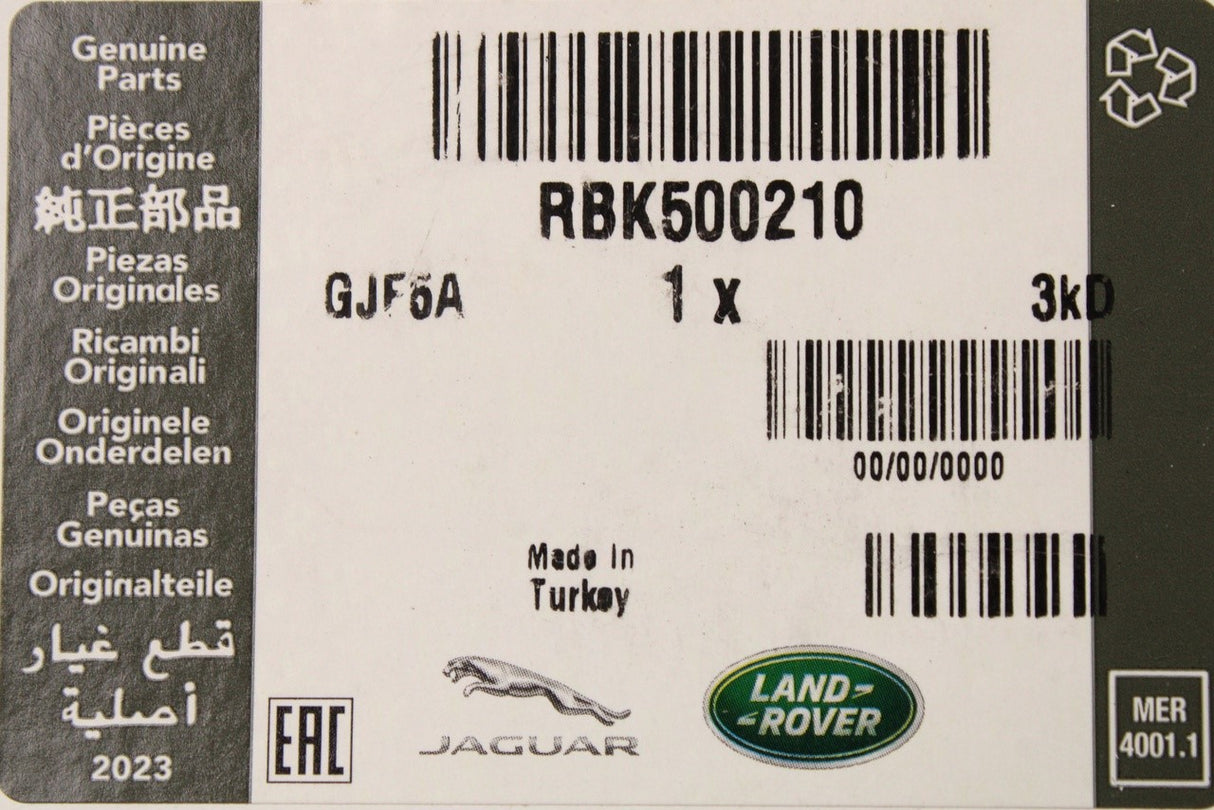 Genuine
Parts
Pièces
d'Origine
純正部品
Piezas
Originales
Ricambi
Originali
Originele
Onderdelen
Peças
Genuinas
Originalteile
قطع غيار
أصلية
2023
RBK500210
GJF6A 1 x 3kD
00/00/0000
Made In
Turkey
EAC
JAGUAR
LAND-
-ROVER
MER
4001.1